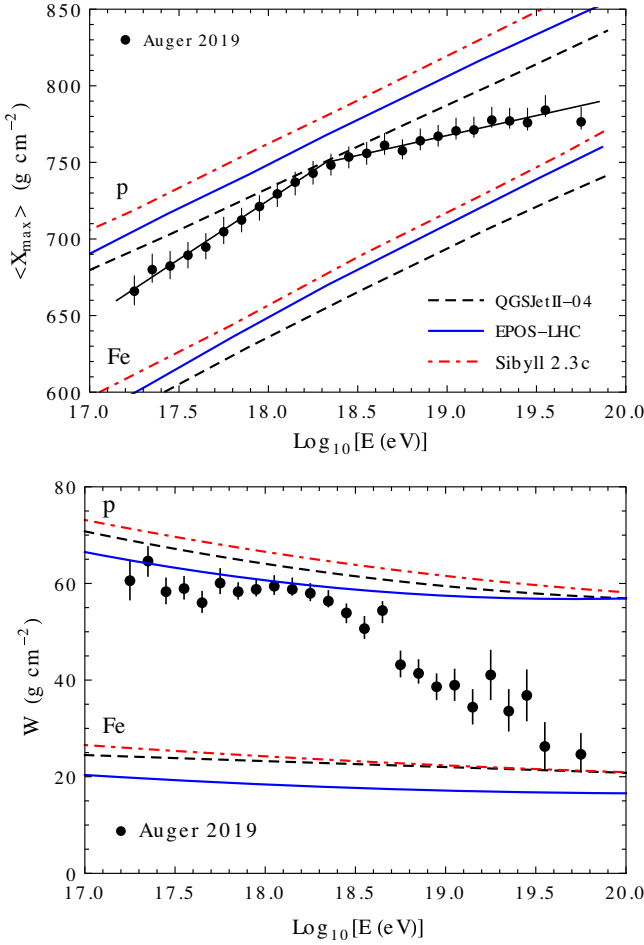 850
Auger 2019
800
<X_max> (g cm⁻²)
750
p
700
QGSJetII−04
650
EPOS−LHC
Fe
Sibyll 2.3c
600
17.0 17.5 18.0 18.5 19.0 19.5 20.0
Log₁₀[E (eV)]
80
p
60
W (g cm⁻²)
40
Fe
20
Auger 2019
0
17.0 17.5 18.0 18.5 19.0 19.5 20.0
Log₁₀[E (eV)]